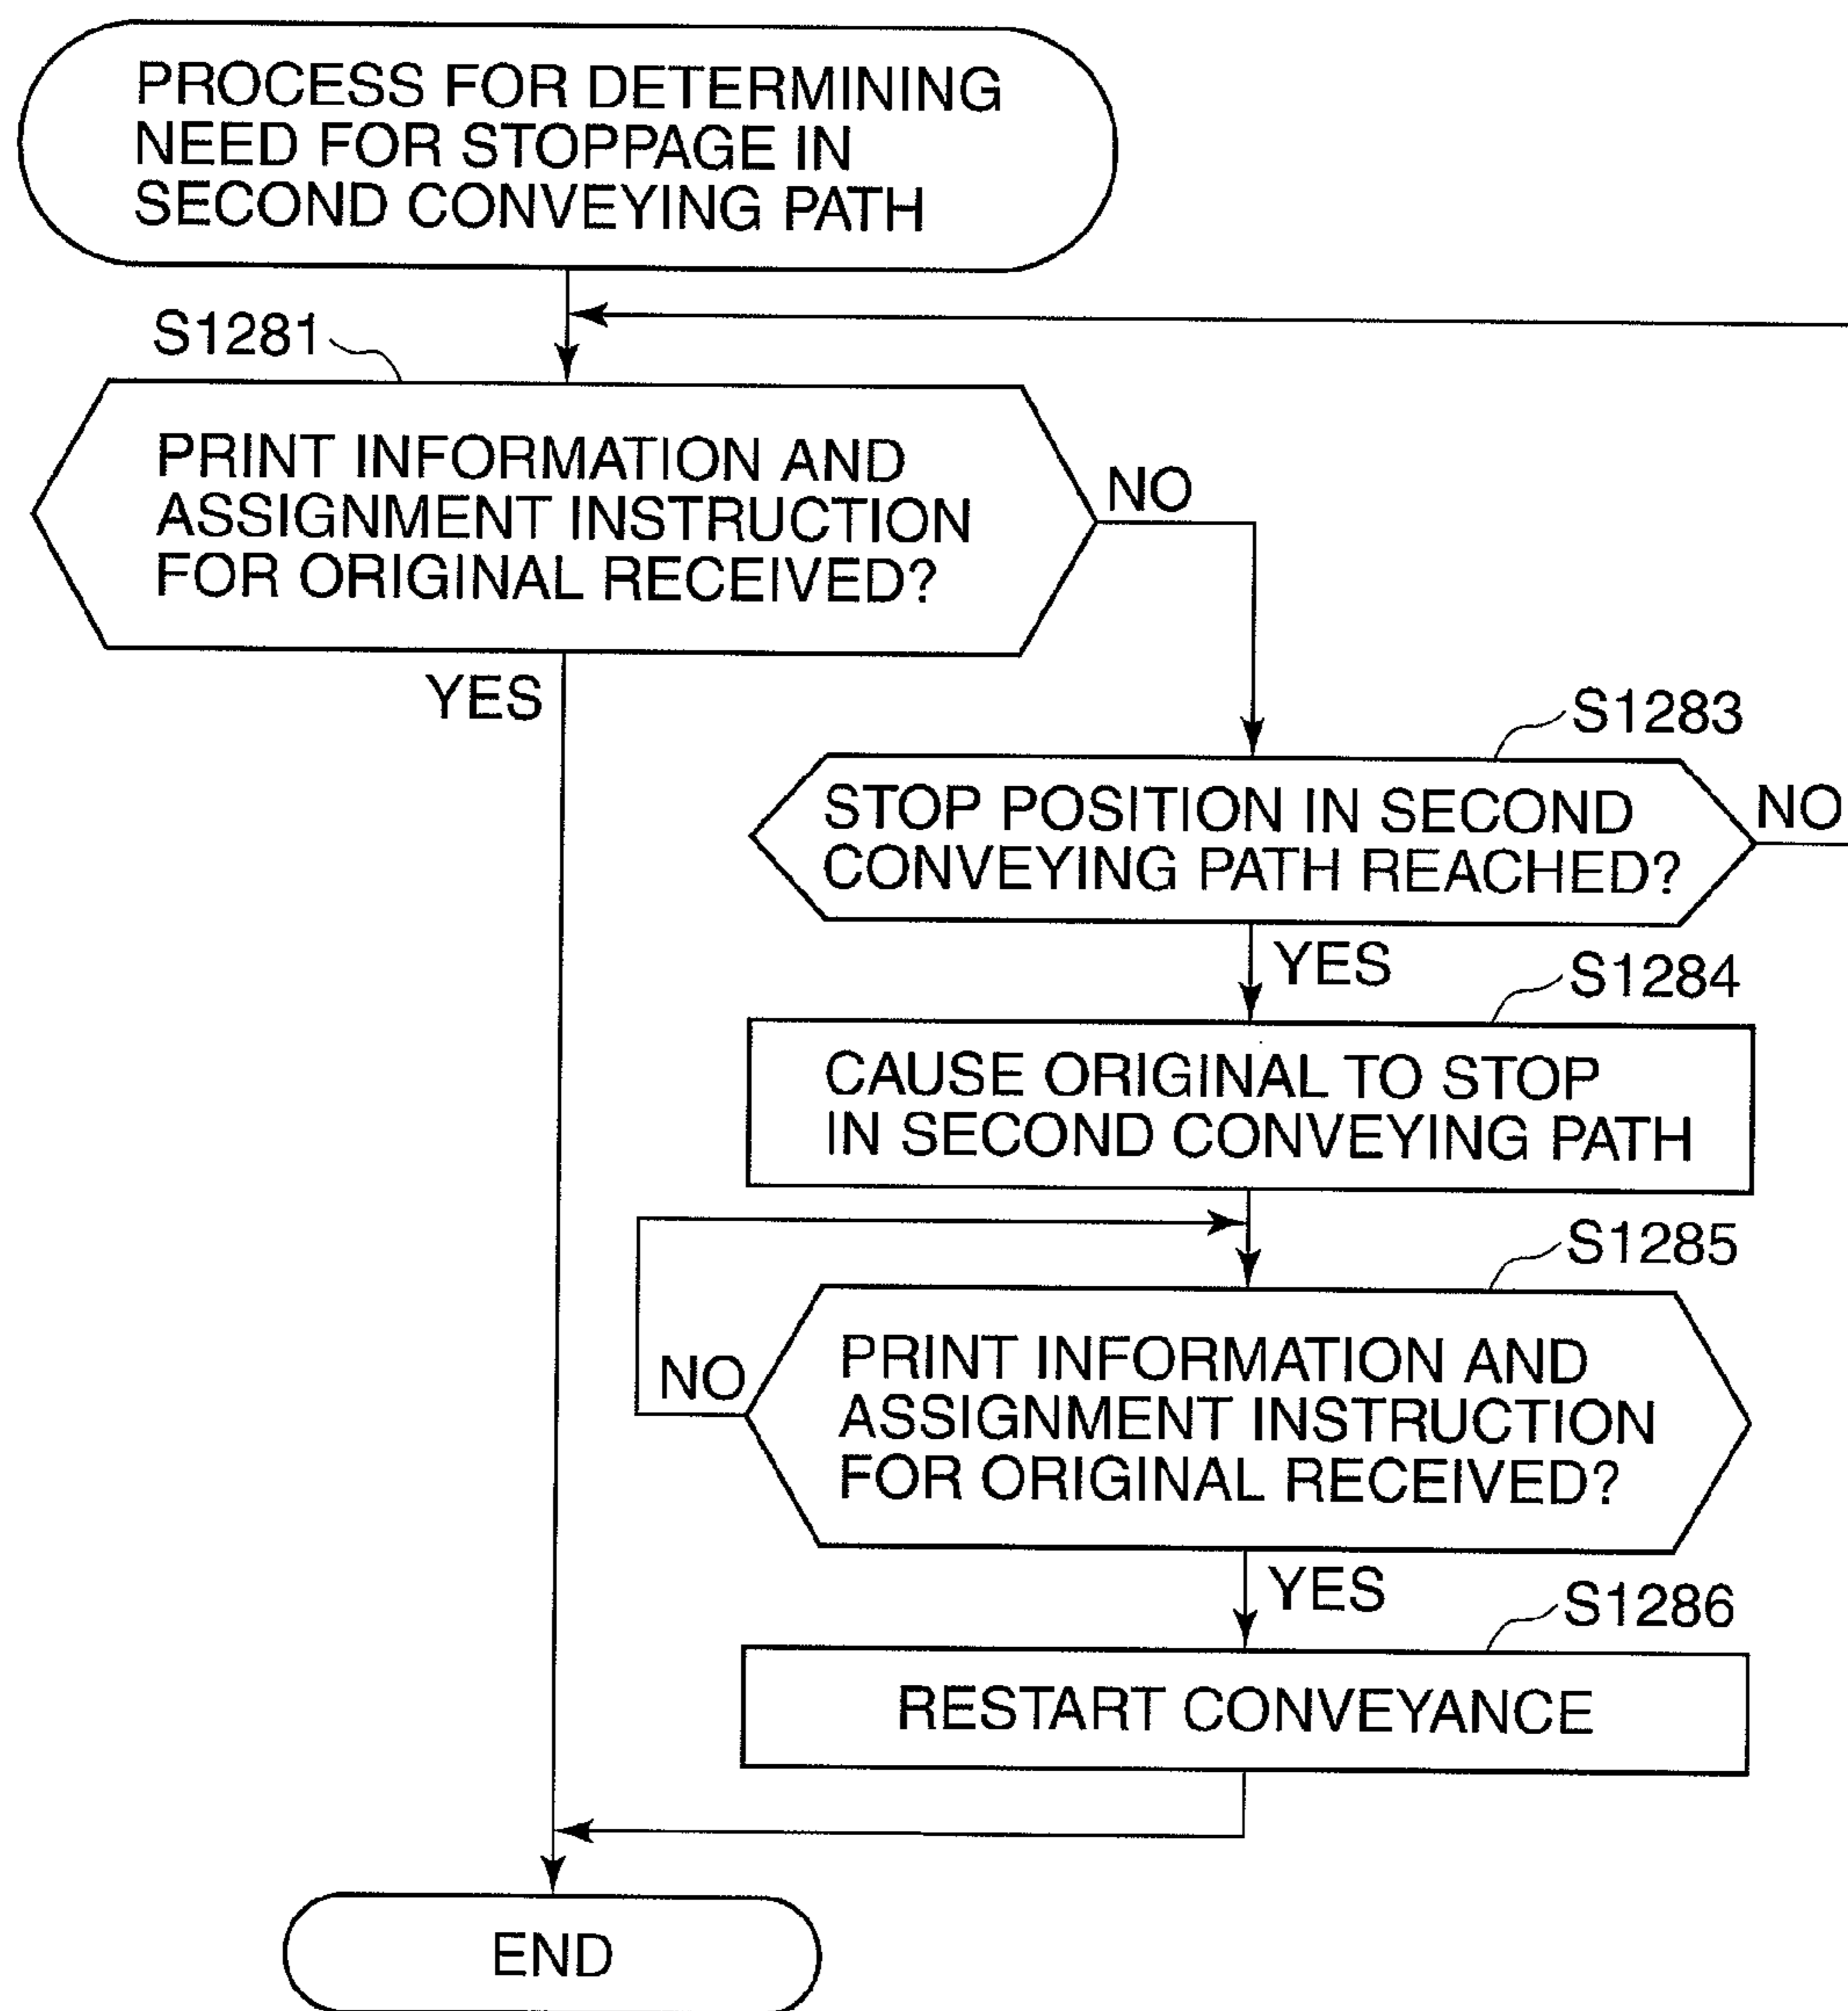 PROCESS FOR DETERMINING
NEED FOR STOPPAGE IN
SECOND CONVEYING PATH
S1281
PRINT INFORMATION AND
ASSIGNMENT INSTRUCTION
FOR ORIGINAL RECEIVED?
NO
YES
S1283
STOP POSITION IN SECOND
CONVEYING PATH REACHED?
NO
YES
S1284
CAUSE ORIGINAL TO STOP
IN SECOND CONVEYING PATH
S1285
PRINT INFORMATION AND
ASSIGNMENT INSTRUCTION
FOR ORIGINAL RECEIVED?
NO
YES
S1286
RESTART CONVEYANCE
END